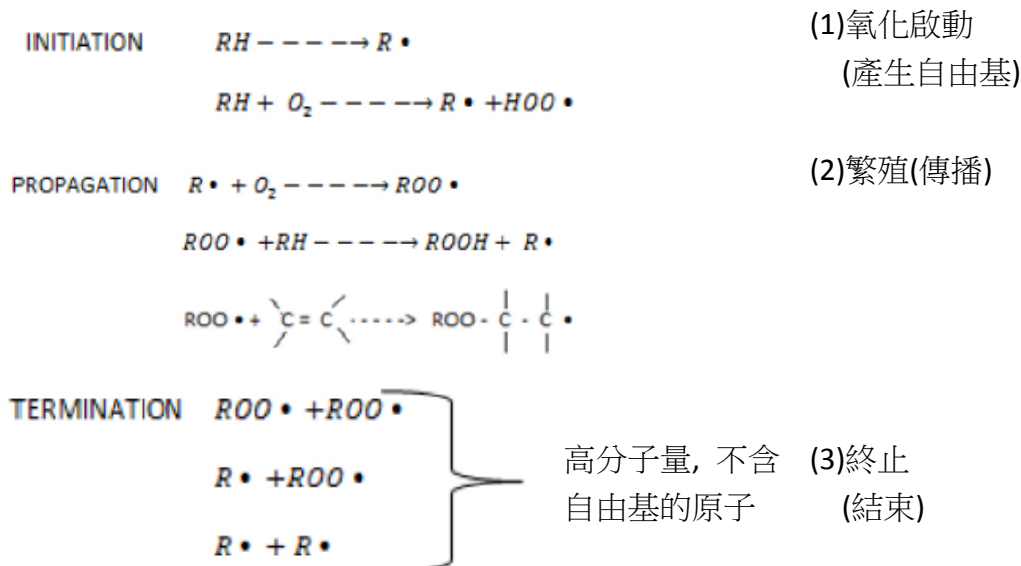 INITIATION RH – – – – → R • (1)氧化啟動
(產生自由基)
RH + O₂ – – – – → R • +HOO •
PROPAGATION R • + O₂ – – – – → ROO • (2)繁殖(傳播)
ROO • +RH – – – – → ROOH + R •
ROO • + C = C -----> ROO - C - C •
TERMINATION ROO • +ROO •
高分子量, 不含 (3)終止
R • +ROO •
自由基的原子 (結束)
R • + R •